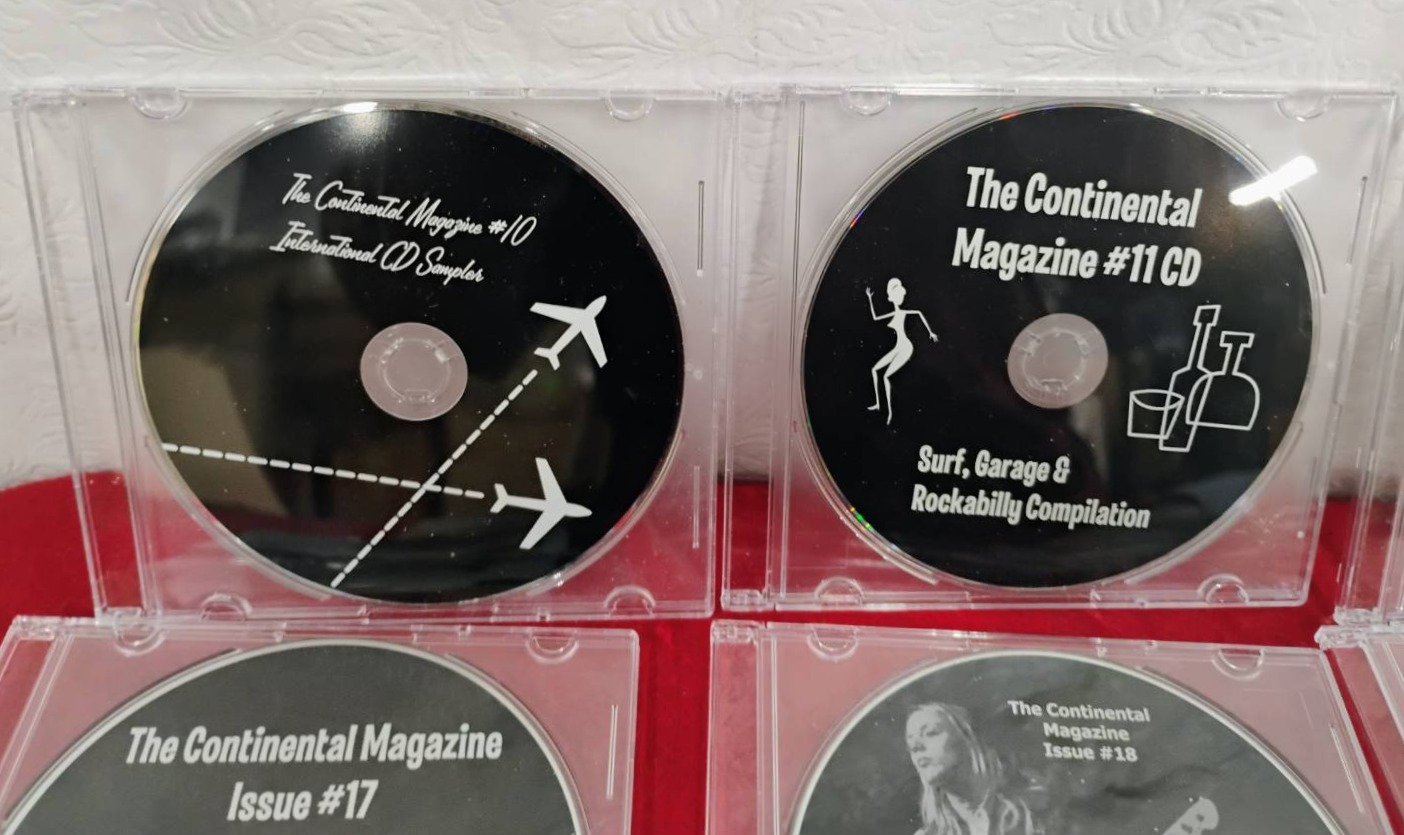 The Continental Magazine #10
International CD Sampler
The Continental
Magazine #11 CD
Surf, Garage &
Rockabilly Compilation
The Continental Magazine
Issue #17
The Continental
Magazine
Issue #18